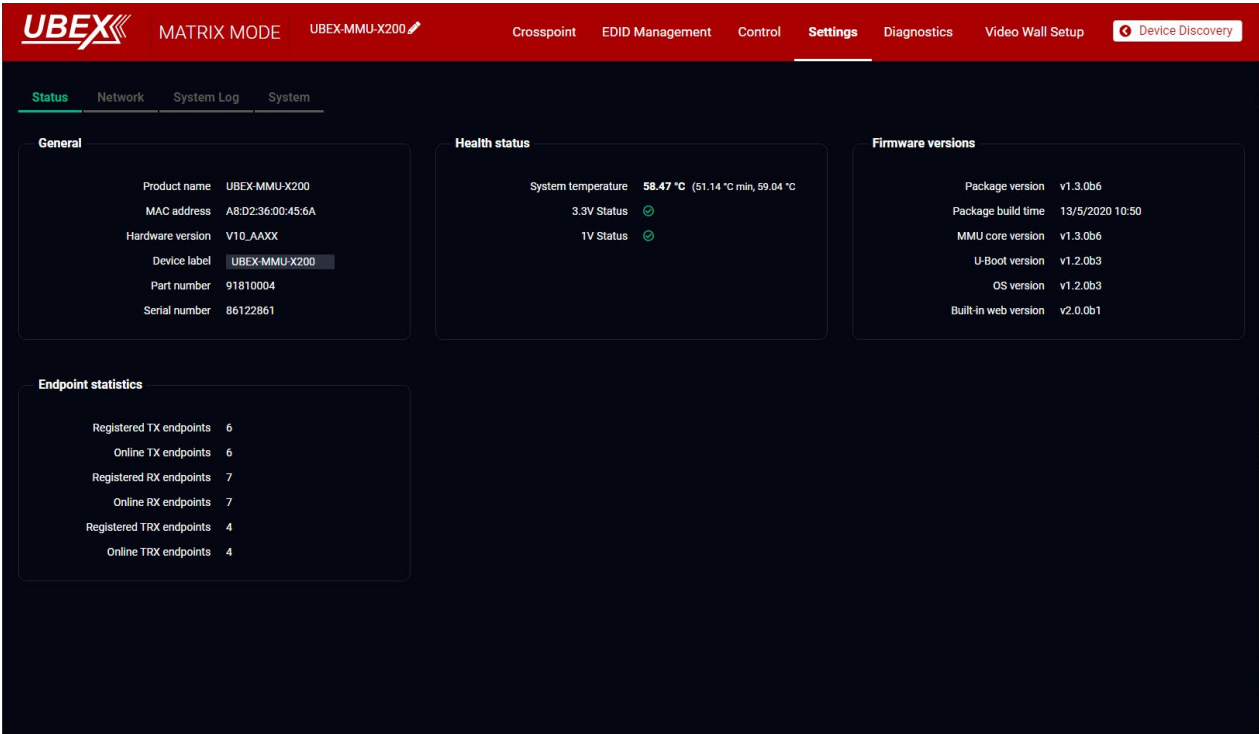 UBEX MATRIX MODE UBEX-MMU-X200 Crosspoint EDID Management Control Settings Diagnostics Video Wall Setup Device Discovery
Status Network System Log System
General
Product name UBEX-MMU-X200
MAC address A8:D2:36:00:45:6A
Hardware version V10_AAXX
Device label UBEX-MMU-X200
Part number 91810004
Serial number 86122861
Health status
System temperature 58.47 °C (51.14 °C min, 59.04 °C
3.3V Status
1V Status
Firmware versions
Package version v1.3.0b6
Package build time 13/5/2020 10:50
MMU core version v1.3.0b6
U-Boot version v1.2.0b3
OS version v1.2.0b3
Built-in web version v2.0.0b1
Endpoint statistics
Registered TX endpoints 6
Online TX endpoints 6
Registered RX endpoints 7
Online RX endpoints 7
Registered TRX endpoints 4
Online TRX endpoints 4